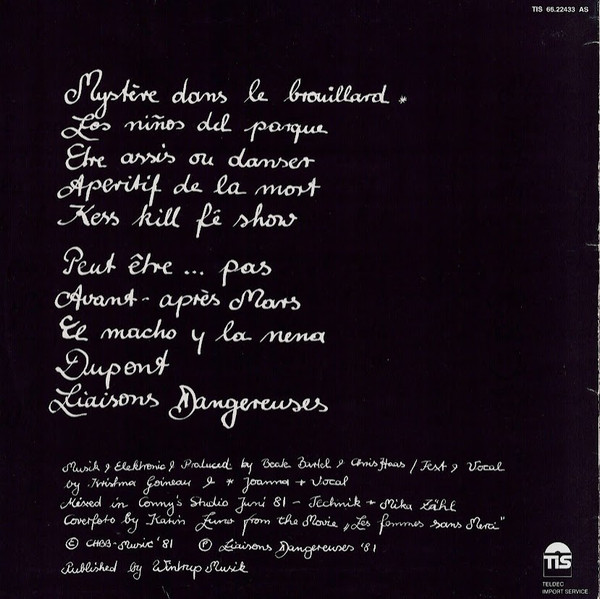 TIS 66.22433 AS
Mystère dans le brouillard *
Los niños del parque
Etre assis ou danser
Aperitif de la mort
Kess kill fé show
Peut être ... pas
Avant- après Mars
El macho y la nena
Dupont
Liaisons Dangereuses
Musik & Elektronic & Produced by Beate Bartel & Chris Haas / Text & Vocal
by Krishna Goineau & * Joanna + Vocal
Mixed in Conny's Studio Juni 81 - Technik + Mika Zähl
Coverfoto by Karin from the Movie „Les femmes sans Merci"
© CHBB-Music '81 ℗ Liaisons Dangereuses '81
Published by Wintrup Musik
TIS
TELDEC
IMPORT SERVICE